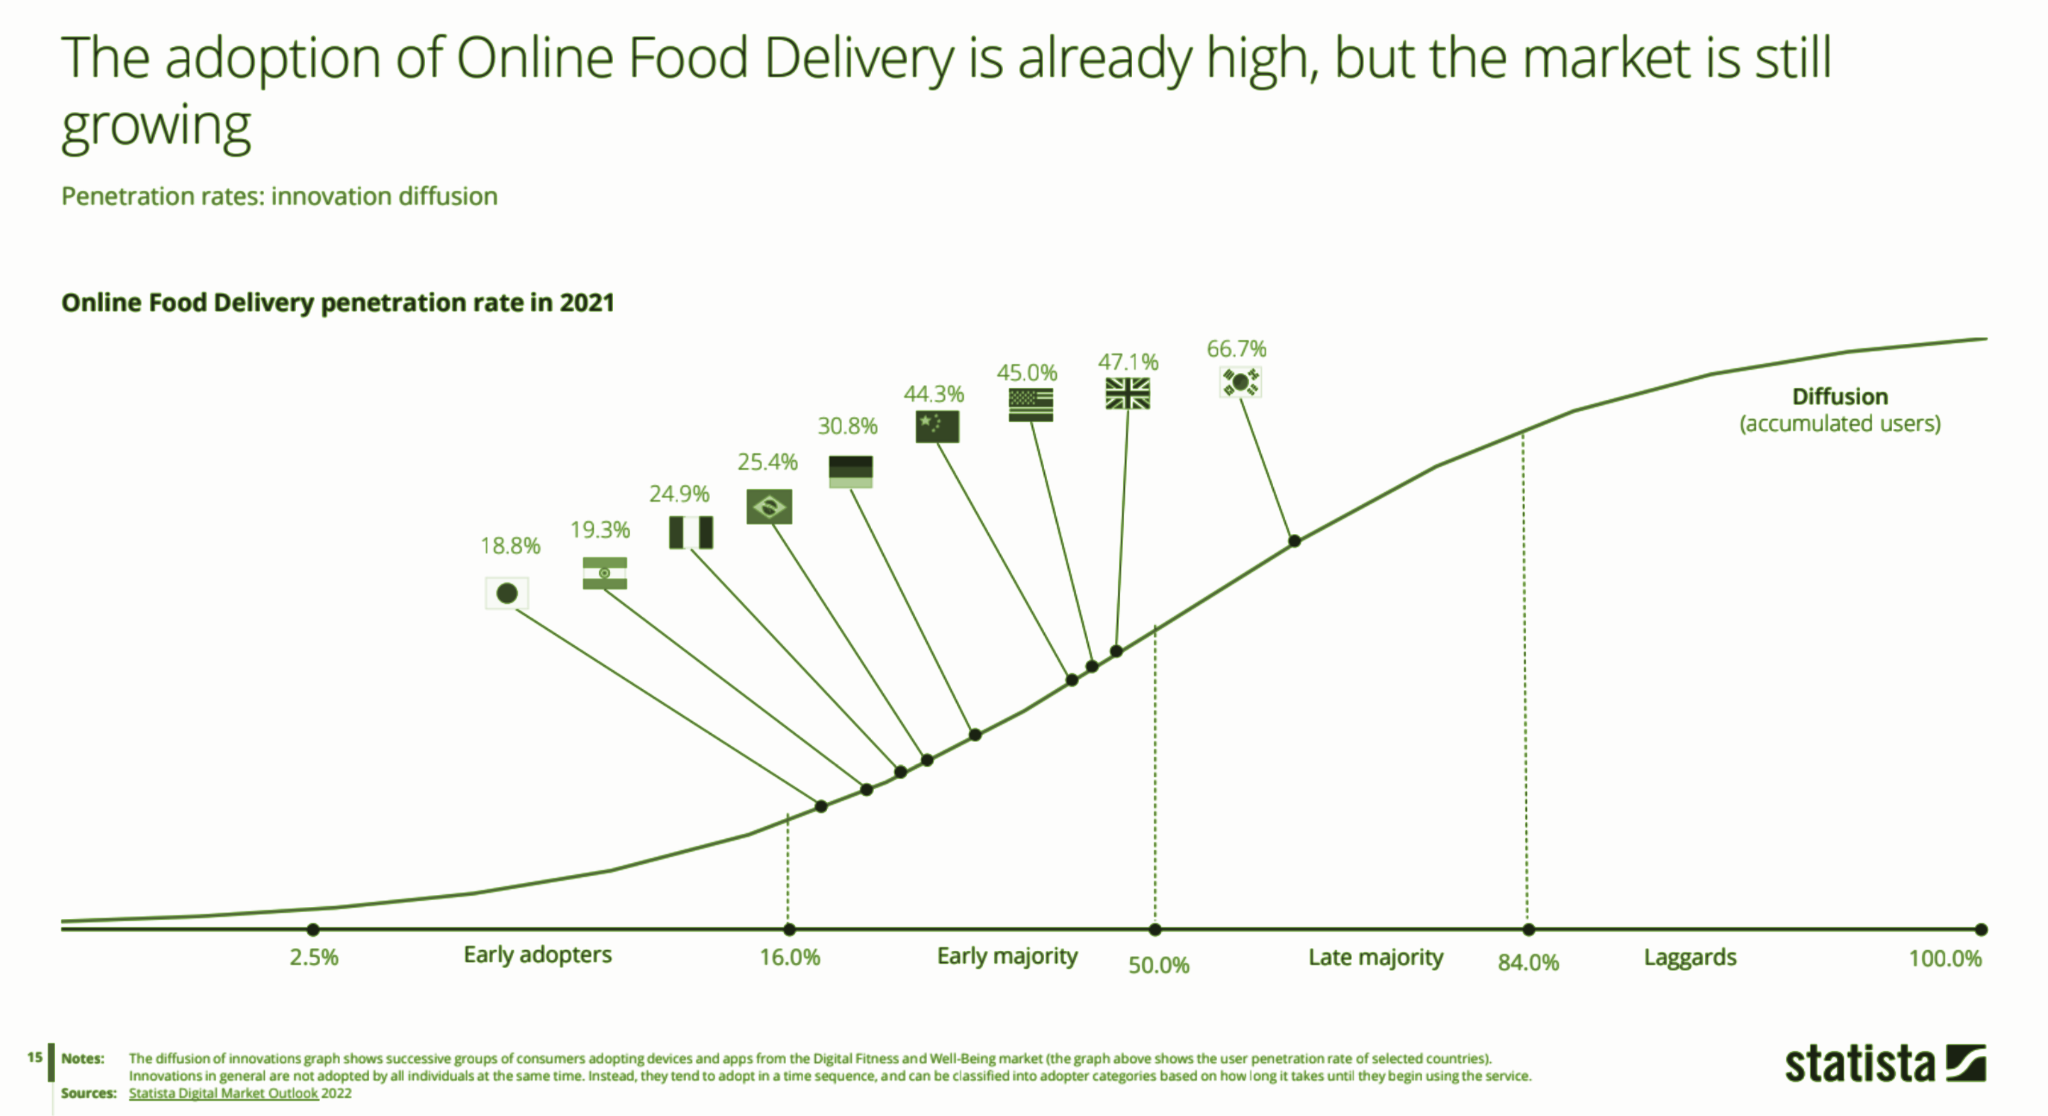 The adoption of Online Food Delivery is already high, but the market is still
growing
Penetration rates: innovation diffusion
Online Food Delivery penetration rate in 2021
18.8%
19.3%
24.9%
25.4%
30.8%
44.3%
45.0%
47.1%
66.7%
Diffusion
(accumulated users)
2.5%
Early adopters
16.0%
Early majority
50.0%
Late majority
84.0%
Laggards
100.0%
15
Notes: The diffusion of innovations graph shows successive groups of consumers adopting devices and apps from the Digital Fitness and Well-Being market (the graph above shows the user penetration rate of selected countries).
Innovations in general are not adopted by all individuals at the same time. Instead, they tend to adopt in a time sequence, and can be classified into adopter categories based on how long it takes until they begin using the service.
Sources: Statista Digital Market Outlook 2022
statista